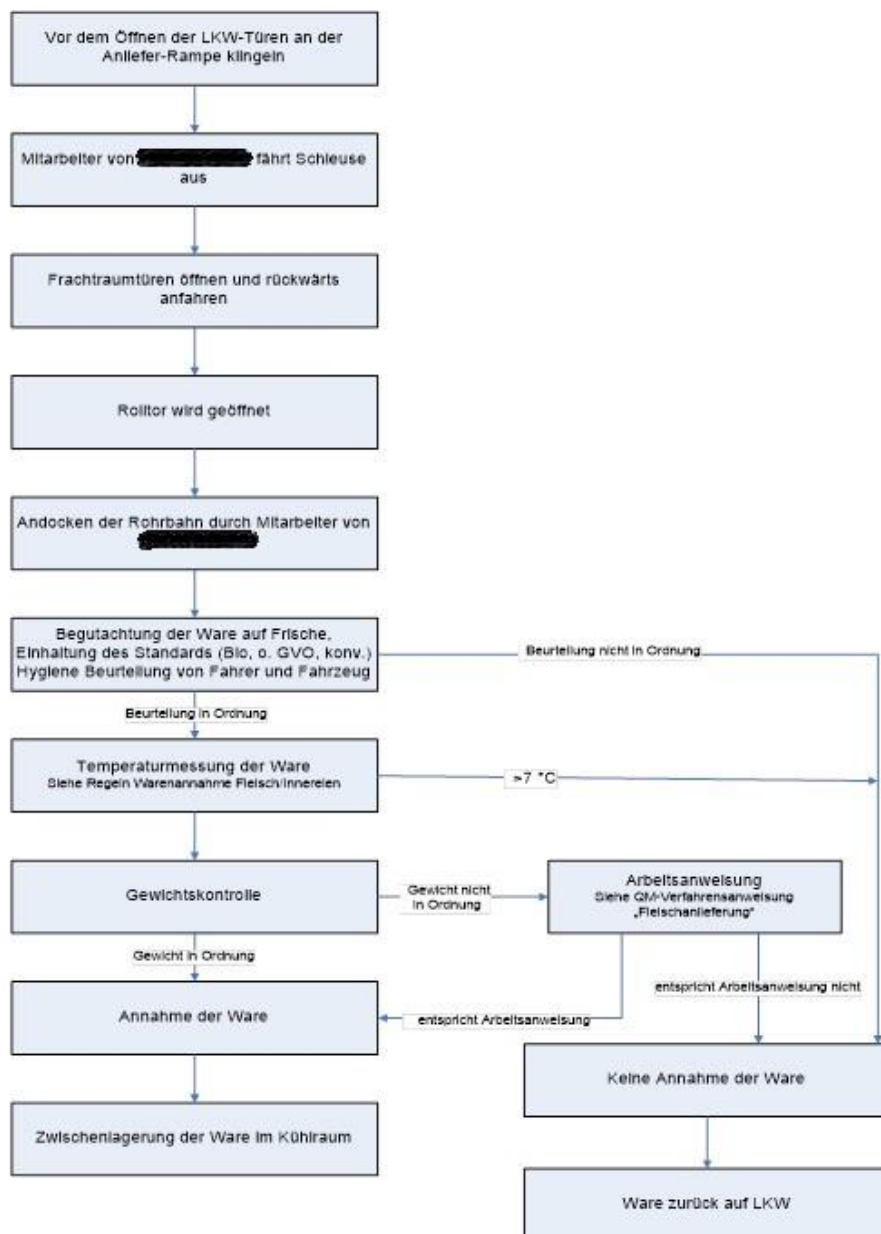 Vor dem Öffnen der LKW-Türen an der
Anliefer-Rampe klingeln
Mitarbeiter von fährt Schleuse
aus
Frachtraumtüren öffnen und rückwärts
anfahren
Rolltor wird geöffnet
Andocken der Rohrbahn durch Mitarbeiter von
Begutachtung der Ware auf Frische,
Einhaltung des Standards (Bio, o. GVO, konv.)
Hygiene Beurteilung von Fahrer und Fahrzeug
Beurteilung nicht in Ordnung
Beurteilung in Ordnung
Temperaturmessung der Ware
Siehe Regeln Warenannahme Fleisch/Innereien
>7 °C
Gewichtskontrolle
Gewicht nicht
in Ordnung
Arbeitsanweisung
Siehe QM-Verfahrensanweisung
„Fleischanlieferung“
Gewicht in Ordnung
entspricht Arbeitsanweisung nicht
Annahme der Ware
entspricht Arbeitsanweisung
Keine Annahme der Ware
Zwischenlagerung der Ware im Kühlraum
Ware zurück auf LKW